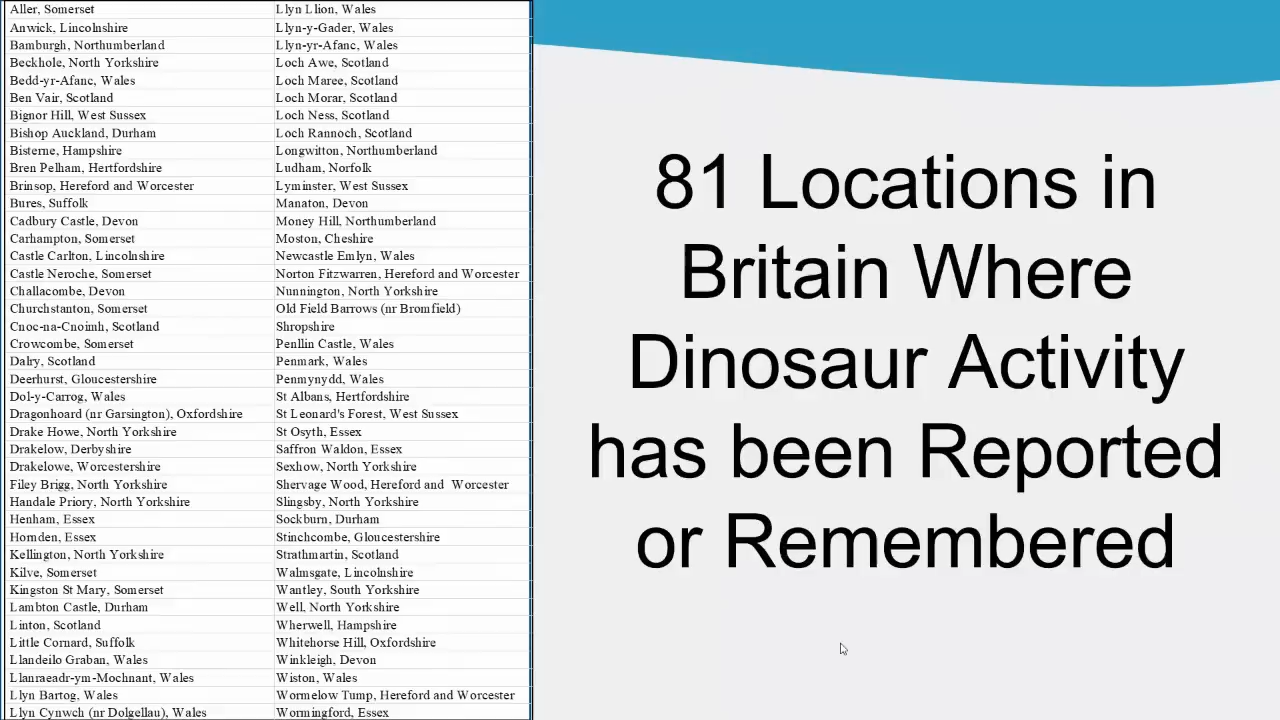 Aller, Somerset
Anwick, Lincolnshire
Bamburgh, Northumberland
Beckhole, North Yorkshire
Bedd-yr-Afanc, Wales
Ben Vair, Scotland
Bignor Hill, West Sussex
Bishop Auckland, Durham
Bisterne, Hampshire
Bren Pelham, Hertfordshire
Brinsop, Hereford and Worcester
Bures, Suffolk
Cadbury Castle, Devon
Carhampton, Somerset
Castle Carlton, Lincolnshire
Castle Neroche, Somerset
Challacombe, Devon
Churchstanton, Somerset
Cnoc-na-Cnoimh, Scotland
Crowcombe, Somerset
Dalry, Scotland
Deerhurst, Gloucestershire
Dol-y-Carrog, Wales
Dragonhoard (nr Garsington), Oxfordshire
Drake Howe, North Yorkshire
Drakelow, Derbyshire
Drakelowe, Worcestershire
Filey Brigg, North Yorkshire
Handale Priory, North Yorkshire
Henham, Essex
Hornden, Essex
Kellington, North Yorkshire
Kilve, Somerset
Kingston St Mary, Somerset
Lambton Castle, Durham
Linton, Scotland
Little Cornard, Suffolk
Llandeilo Graban, Wales
Llanraeadr-ym-Mochnant, Wales
Llyn Bartog, Wales
Llyn Cynwch (nr Dolgellau), Wales
Llyn Llion, Wales
Llyn-y-Gader, Wales
Llyn-yr-Afanc, Wales
Loch Awe, Scotland
Loch Maree, Scotland
Loch Morar, Scotland
Loch Ness, Scotland
Loch Rannoch, Scotland
Longwitton, Northumberland
Ludham, Norfolk
Lyminster, West Sussex
Manaton, Devon
Money Hill, Northumberland
Moston, Cheshire
Newcastle Emlyn, Wales
Norton Fitzwarren, Hereford and Worcester
Nunnington, North Yorkshire
Old Field Barrows (nr Bromfield)
Shropshire
Penllin Castle, Wales
Penmark, Wales
Penmynydd, Wales
St Albans, Hertfordshire
St Leonard's Forest, West Sussex
St Osyth, Essex
Saffron Waldon, Essex
Sexhow, North Yorkshire
Shervage Wood, Hereford and Worcester
Slingsby, North Yorkshire
Sockburn, Durham
Stinchcombe, Gloucestershire
Strathmartin, Scotland
Walmsgate, Lincolnshire
Wantley, South Yorkshire
Well, North Yorkshire
Wherwell, Hampshire
Whitehorse Hill, Oxfordshire
Winkleigh, Devon
Wiston, Wales
Wormelow Tump, Hereford and Worcester
Wormingford, Essex
81 Locations in
Britain Where
Dinosaur Activity
has been Reported
or Remembered